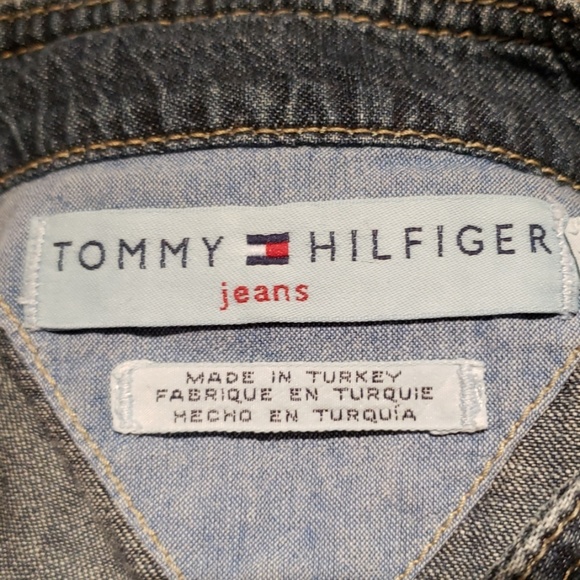 TOMMY HILFIGER
jeans
MADE IN TURKEY
FABRIQUE EN TURQUIE
HECHO EN TURQUÍA